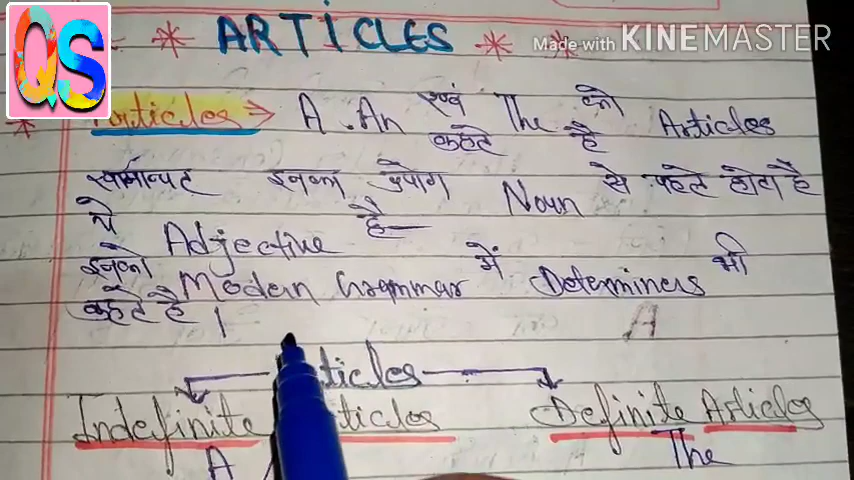 ARTICLES
Made with KINEMASTER
QS
Articles → A . An एवं The को Articles
कहते है
सामान्यत इनका उपयोग Noun से पहले होता है
ये Adjective है—
इनको Modern Grammar में Determiners भी
कहते है ।
A
Articles
Indefinite Articles Definite Articles
A The